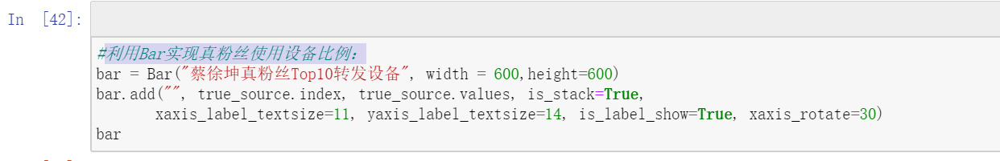 In [42]:
#利用Bar实现真粉丝使用设备比例：
bar = Bar("蔡徐坤真粉丝Top10转发设备", width = 600,height=600)
bar.add("", true_source.index, true_source.values, is_stack=True,
xaxis_label_textsize=11, yaxis_label_textsize=14, is_label_show=True, xaxis_rotate=30)
bar